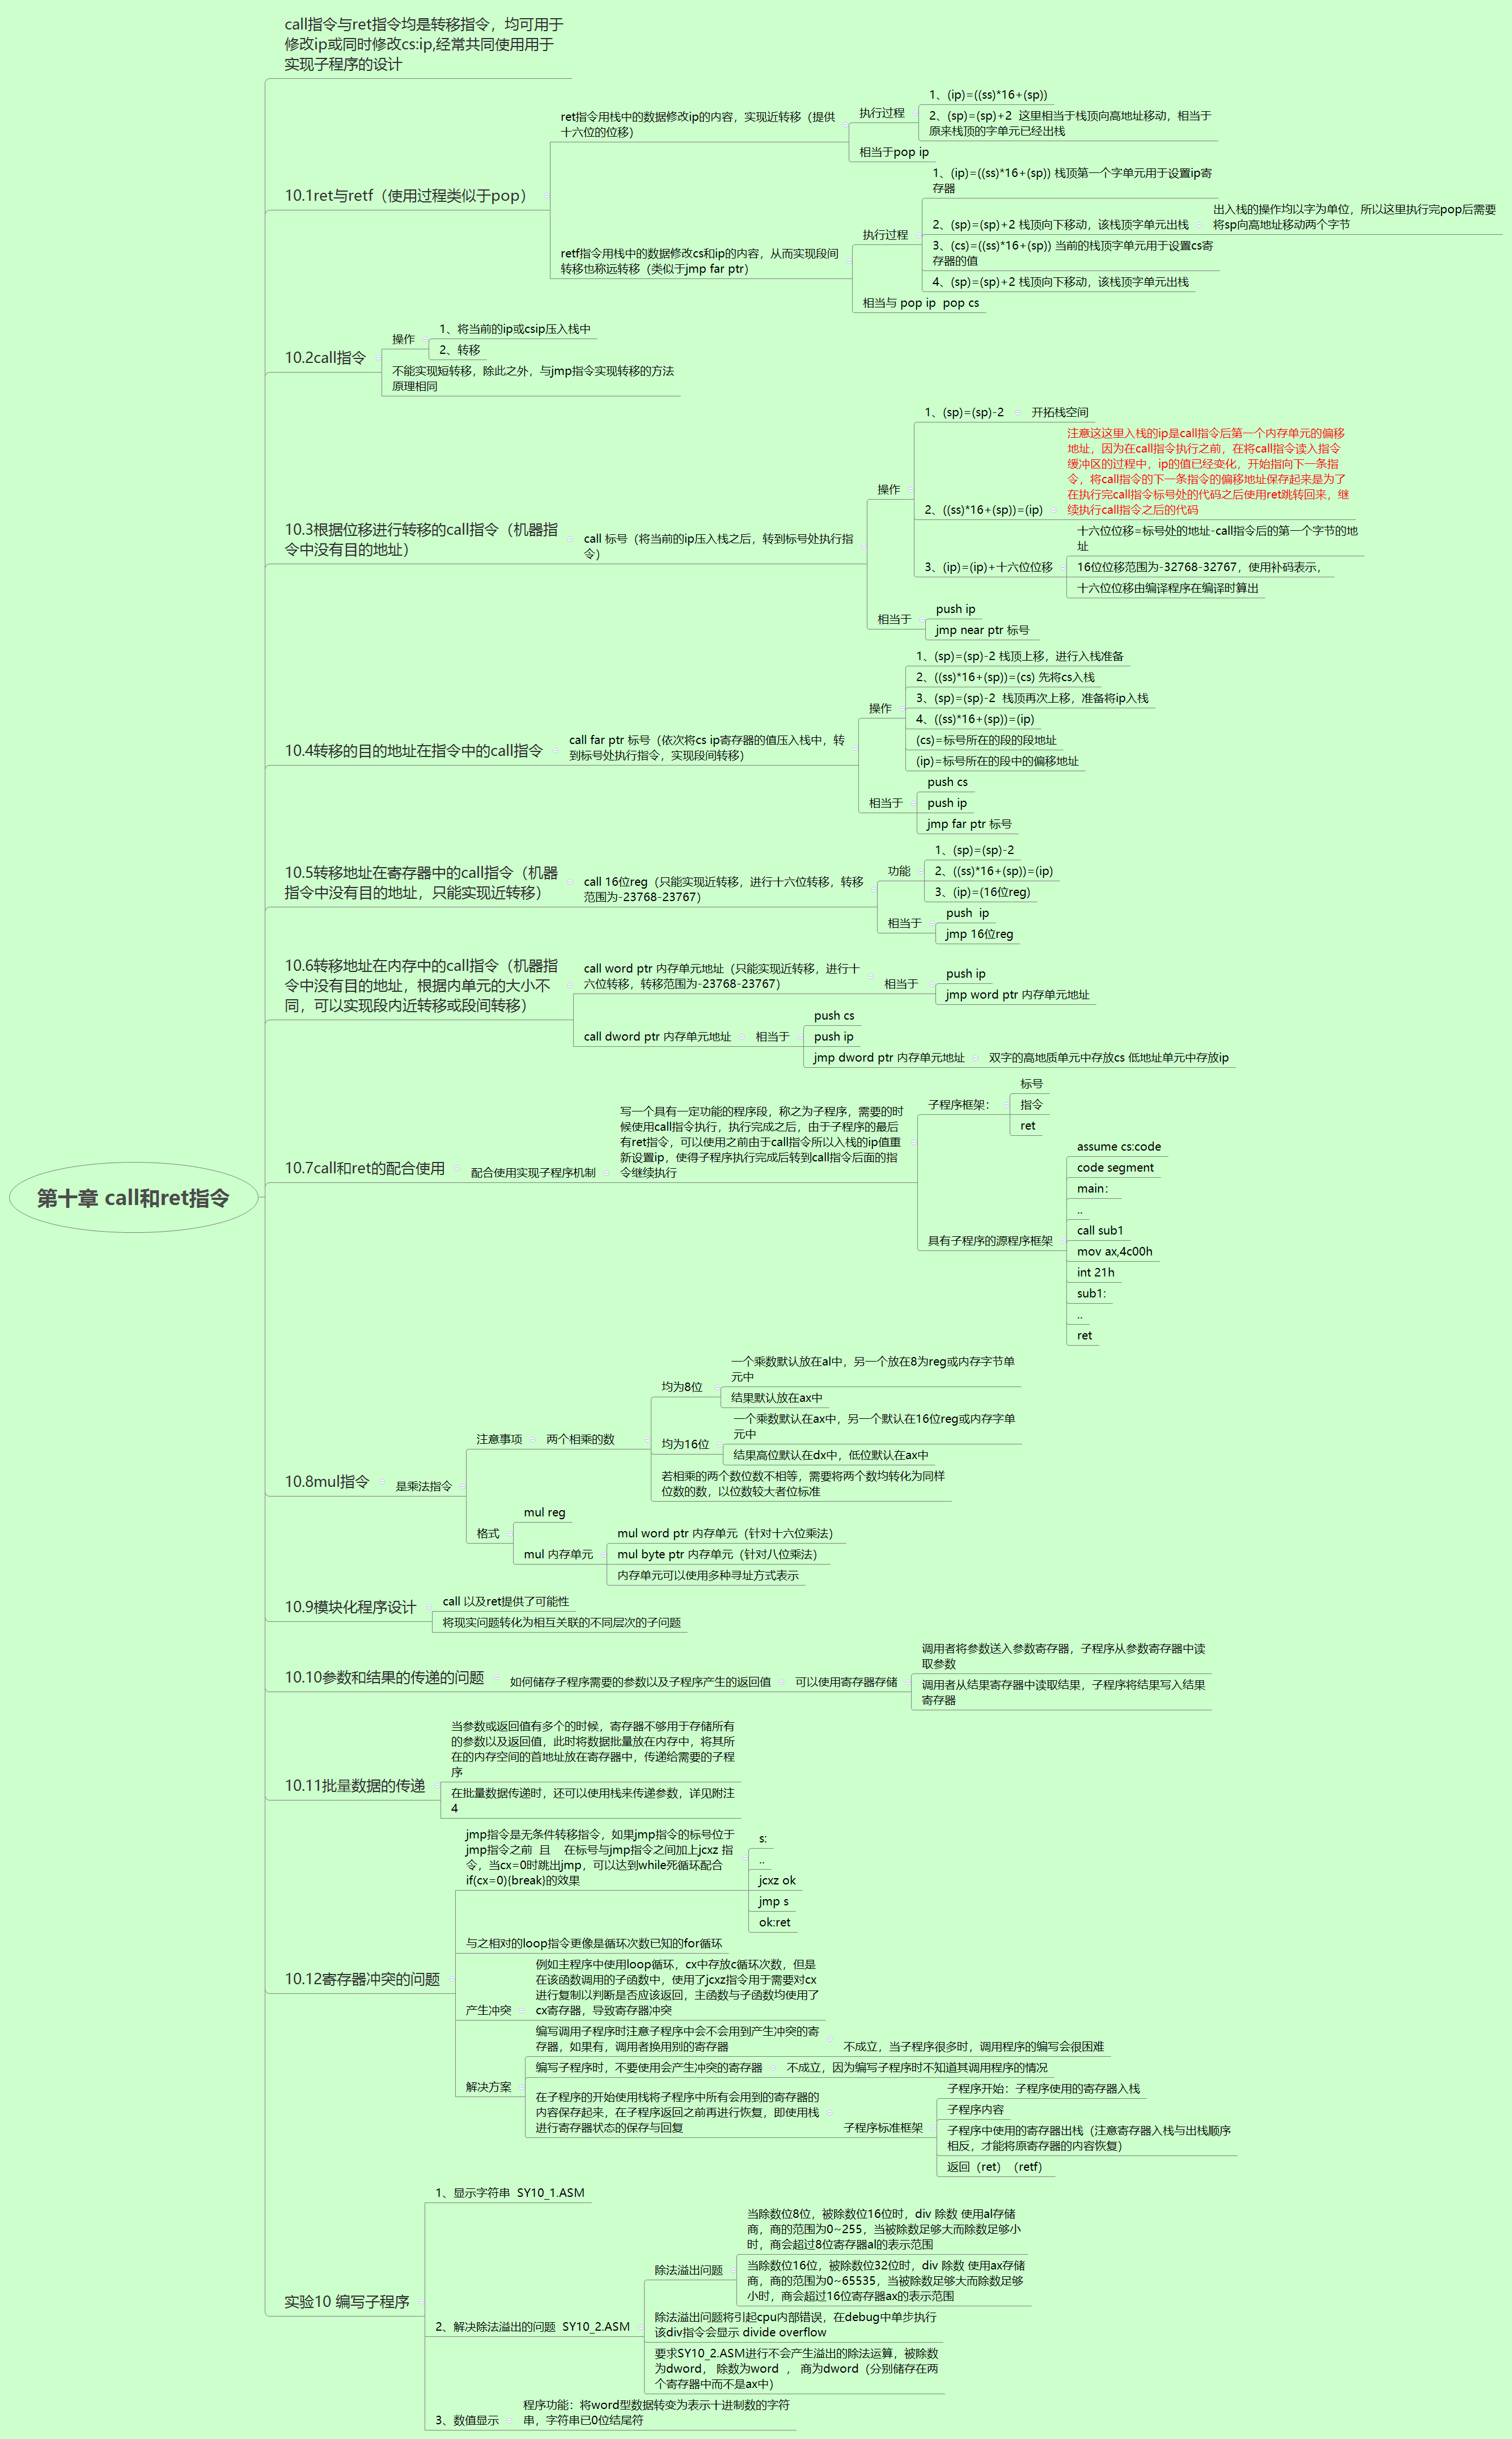 call指令与ret指令均是转移指令，均可用于
修改ip或同时修改cs:ip,经常共同使用用于
实现子程序的设计
10.1ret与retf（使用过程类似于pop）
ret指令用栈中的数据修改ip的内容，实现近转移（提供
十六位的位移）
执行过程
1、(ip)=((ss)*16+(sp))
2、(sp)=(sp)+2  这里相当于栈顶向高地址移动，相当于
原来栈顶的字单元已经出栈
相当于pop ip
retf指令用栈中的数据修改cs和ip的内容，从而实现段间
转移也称远转移（类似于jmp far ptr）
执行过程
1、(ip)=((ss)*16+(sp)) 栈顶第一个字单元用于设置ip寄
存器
2、(sp)=(sp)+2 栈顶向下移动，该栈顶字单元出栈
出入栈的操作均以字为单位，所以这里执行完pop后需要
将sp向高地址移动两个字节
3、(cs)=((ss)*16+(sp)) 当前的栈顶字单元用于设置cs寄
存器的值
4、(sp)=(sp)+2 栈顶向下移动，该栈顶字单元出栈
相当与 pop ip  pop cs
10.2call指令
操作
1、将当前的ip或csip压入栈中
2、转移
不能实现短转移，除此之外，与jmp指令实现转移的方法
原理相同
10.3根据位移进行转移的call指令（机器指
令中没有目的地址）
call 标号（将当前的ip压入栈之后，转到标号处执行指
令）
操作
1、(sp)=(sp)-2
开拓栈空间
2、((ss)*16+(sp))=(ip)
注意这这里入栈的ip是call指令后第一个内存单元的偏移
地址，因为在call指令执行之前，在将call指令读入指令
缓冲区的过程中，ip的值已经变化，开始指向下一条指
令，将call指令的下一条指令的偏移地址保存起来是为了
在执行完call指令标号处的代码之后使用ret跳转回来，继
续执行call指令之后的代码
3、(ip)=(ip)+十六位位移
十六位位移=标号处的地址-call指令后的第一个字节的地
址
16位位移范围为-32768-32767，使用补码表示，
十六位位移由编译程序在编译时算出
相当于
push ip
jmp near ptr 标号
10.4转移的目的地址在指令中的call指令
call far ptr 标号（依次将cs ip寄存器的值压入栈中，转
到标号处执行指令，实现段间转移）
操作
1、(sp)=(sp)-2 栈顶上移，进行入栈准备
2、((ss)*16+(sp))=(cs) 先将cs入栈
3、(sp)=(sp)-2  栈顶再次上移，准备将ip入栈
4、((ss)*16+(sp))=(ip)
(cs)=标号所在的段的段地址
(ip)=标号所在的段中的偏移地址
相当于
push cs
push ip
jmp far ptr 标号
10.5转移地址在寄存器中的call指令（机器
指令中没有目的地址，只能实现近转移）
call 16位reg（只能实现近转移，进行十六位转移，转移
范围为-23768-23767）
功能
1、(sp)=(sp)-2
2、((ss)*16+(sp))=(ip)
3、(ip)=(16位reg)
相当于
push  ip
jmp 16位reg
10.6转移地址在内存中的call指令（机器指
令中没有目的地址，根据内单元的大小不
同，可以实现段内近转移或段间转移）
call word ptr 内存单元地址（只能实现近转移，进行十
六位转移，转移范围为-23768-23767）
相当于
push ip
jmp word ptr 内存单元地址
call dword ptr 内存单元地址
相当于
push cs
push ip
jmp dword ptr 内存单元地址
双字的高地质单元中存放cs 低地址单元中存放ip
第十章 call和ret指令
10.7call和ret的配合使用
配合使用实现子程序机制
写一个具有一定功能的程序段，称之为子程序，需要的时
候使用call指令执行，执行完成之后，由于子程序的最后
有ret指令，可以使用之前由于call指令所以入栈的ip值重
新设置ip，使得子程序执行完成后转到call指令后面的指
令继续执行
子程序框架：
标号
指令
ret
具有子程序的源程序框架
assume cs:code
code segment
main：
..
call sub1
mov ax,4c00h
int 21h
sub1:
..
ret
10.8mul指令
是乘法指令
注意事项
两个相乘的数
均为8位
一个乘数默认放在al中，另一个放在8为reg或内存字节单
元中
结果默认放在ax中
均为16位
一个乘数默认在ax中，另一个默认在16位reg或内存字单
元中
结果高位默认在dx中，低位默认在ax中
若相乘的两个数位数不相等，需要将两个数均转化为同样
位数的数，以位数较大者位标准
格式
mul reg
mul 内存单元
mul word ptr 内存单元（针对十六位乘法）
mul byte ptr 内存单元（针对八位乘法）
内存单元可以使用多种寻址方式表示
10.9模块化程序设计
call 以及ret提供了可能性
将现实问题转化为相互关联的不同层次的子问题
10.10参数和结果的传递的问题
如何储存子程序需要的参数以及子程序产生的返回值
可以使用寄存器存储
调用者将参数送入参数寄存器，子程序从参数寄存器中读
取参数
调用者从结果寄存器中读取结果，子程序将结果写入结果
寄存器
10.11批量数据的传递
当参数或返回值有多个的时候，寄存器不够用于存储所有
的参数以及返回值，此时将数据批量放在内存中，将其所
在的内存空间的首地址放在寄存器中，传递给需要的子程
序
在批量数据传递时，还可以使用栈来传递参数，详见附注
4
10.12寄存器冲突的问题
jmp指令是无条件转移指令，如果jmp指令的标号位于
jmp指令之前  且    在标号与jmp指令之间加上jcxz 指
令，当cx=0时跳出jmp，可以达到while死循环配合
if(cx=0){break}的效果
s:
..
jcxz ok
jmp s
ok:ret
与之相对的loop指令更像是循环次数已知的for循环
产生冲突
例如主程序中使用loop循环，cx中存放c循环次数，但是
在该函数调用的子函数中，使用了jcxz指令用于需要对cx
进行复制以判断是否应该返回，主函数与子函数均使用了
cx寄存器，导致寄存器冲突
解决方案
编写调用子程序时注意子程序中会不会用到产生冲突的寄
存器，如果有，调用者换用别的寄存器
不成立，当子程序很多时，调用程序的编写会很困难
编写子程序时，不要使用会产生冲突的寄存器
不成立，因为编写子程序时不知道其调用程序的情况
在子程序的开始使用栈将子程序中所有会用到的寄存器的
内容保存起来，在子程序返回之前再进行恢复，即使用栈
进行寄存器状态的保存与回复
子程序标准框架
子程序开始：子程序使用的寄存器入栈
子程序内容
子程序中使用的寄存器出栈（注意寄存器入栈与出栈顺序
相反，才能将原寄存器的内容恢复）
返回（ret）（retf）
实验10 编写子程序
1、显示字符串  SY10_1.ASM
2、解决除法溢出的问题  SY10_2.ASM
除法溢出问题
当除数位8位，被除数位16位时，div 除数 使用al存储
商，商的范围为0~255，当被除数足够大而除数足够小
时，商会超过8位寄存器al的表示范围
当除数位16位，被除数位32位时，div 除数 使用ax存储
商，商的范围为0~65535，当被除数足够大而除数足够
小时，商会超过16位寄存器ax的表示范围
除法溢出问题将引起cpu内部错误，在debug中单步执行
该div指令会显示 divide overflow
要求SY10_2.ASM进行不会产生溢出的除法运算，被除数
为dword， 除数为word  ， 商为dword（分别储存在两
个寄存器中而不是ax中）
3、数值显示
程序功能：将word型数据转变为表示十进制数的字符
串，字符串已0位结尾符